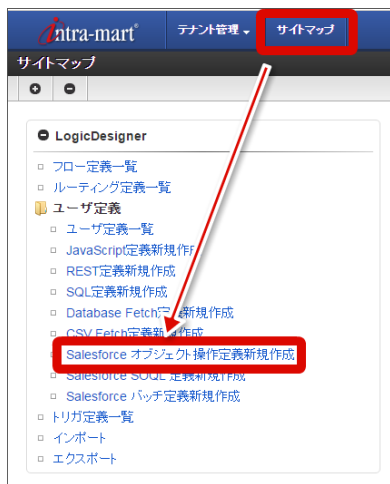 intra-mart テナント管理 サイトマップ
サイトマップ
LogicDesigner
フロー定義一覧
ルーティング定義一覧
ユーザ定義
ユーザ定義一覧
JavaScript定義新規作成
REST定義新規作成
SQL定義新規作成
Database Fetch定義新規作成
CSV Fetch定義新規作成
Salesforce オブジェクト操作定義新規作成
Salesforce SOQL 定義新規作成
Salesforce バッチ定義新規作成
トリガ定義一覧
インポート
エクスポート